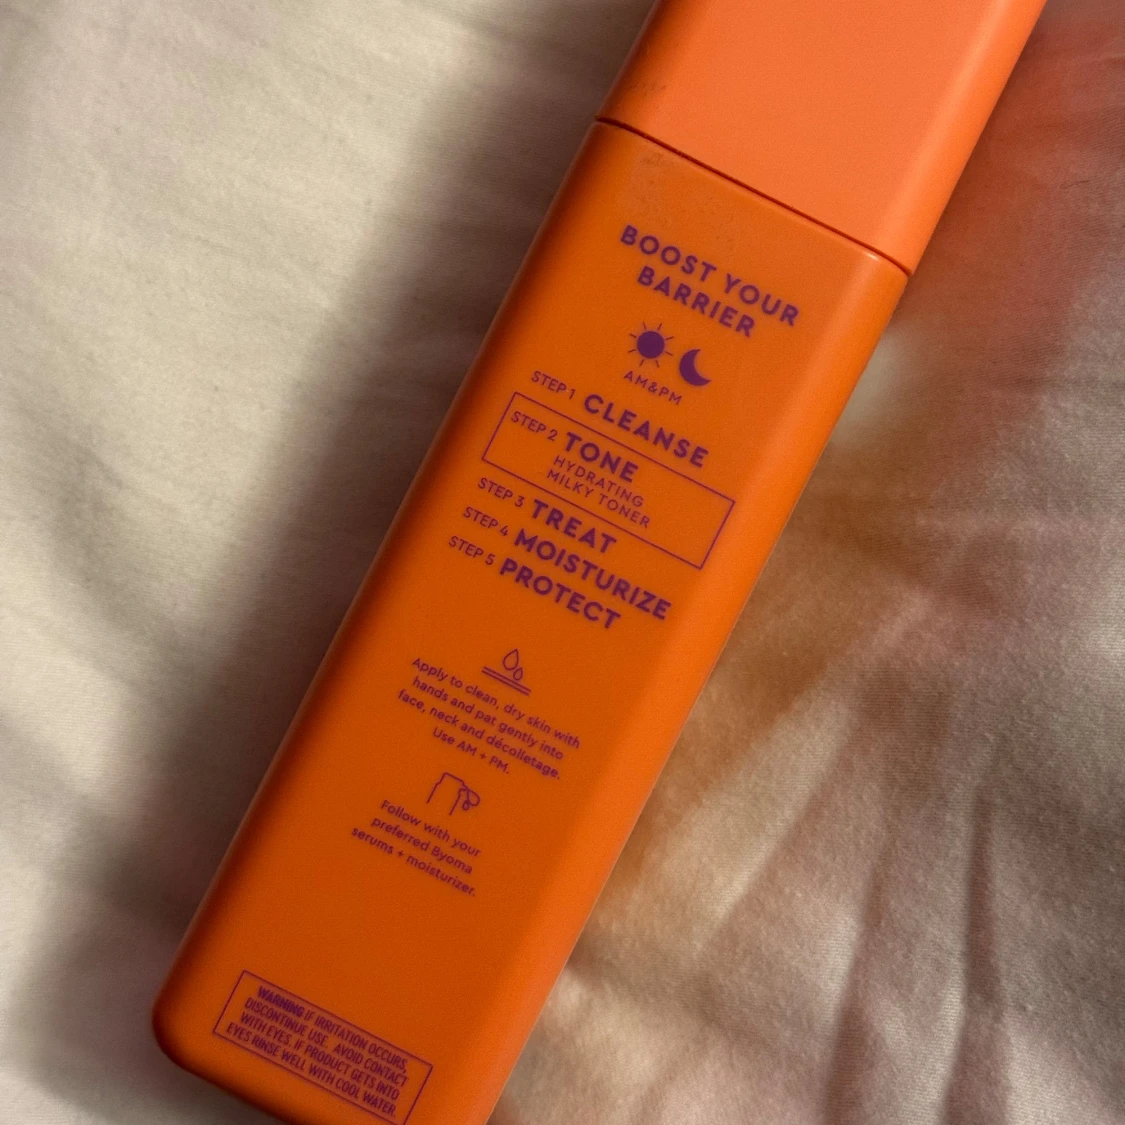 BOOST YOUR
BARRIER
AM&PM
STEP 1 CLEANSE
STEP 2 TONE
HYDRATING
MILKY TONER
STEP 3 TREAT
STEP 4 MOISTURIZE
STEP 5 PROTECT
Apply to clean, dry skin with
hands and pat gently into
face, neck and décolletage.
Use AM + PM.
Follow with your
preferred Byoma
serums + moisturizer.
WARNING IF IRRITATION OCCURS,
DISCONTINUE USE. AVOID CONTACT
WITH EYES. IF PRODUCT GETS INTO
EYES RINSE WELL WITH COOL WATER.